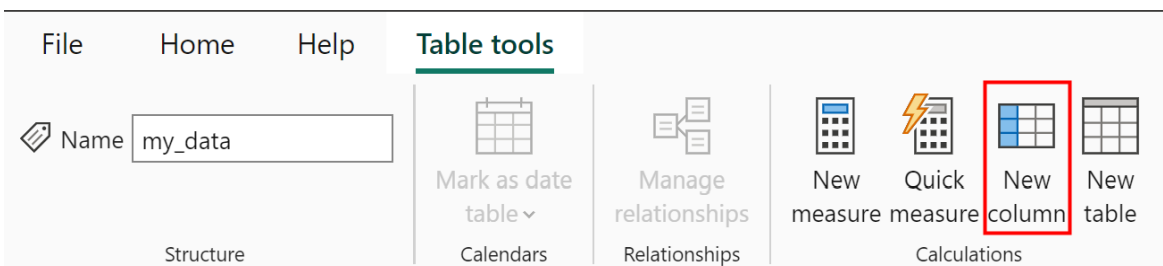 File Home Help Table tools
Name my_data
Mark as date
table
Manage
relationships
New
measure
Quick
measure
New
column
New
table
Structure Calendars Relationships Calculations